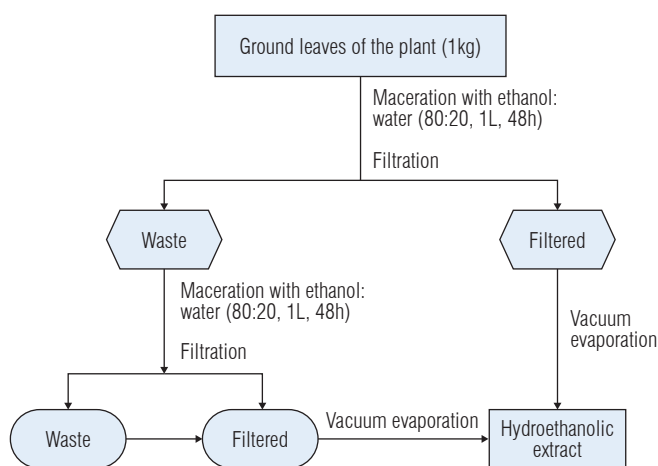 Ground leaves of the plant (1kg)
Maceration with ethanol:
water (80:20, 1L, 48h)
Filtration
Waste
Filtered
Maceration with ethanol:
water (80:20, 1L, 48h)
Filtration
Vacuum
evaporation
Waste
Filtered
Vacuum evaporation
Hydroethanolic
extract